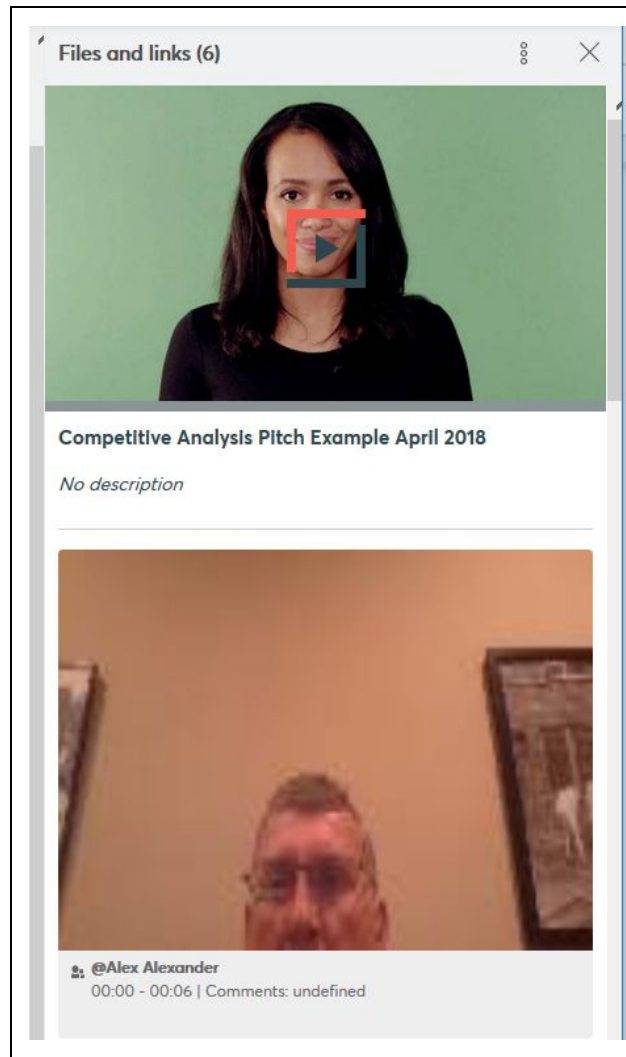 Files and links (6)
Competitive Analysis Pitch Example April 2018
No description
@Alex Alexander
00:00 - 00:06 | Comments: undefined